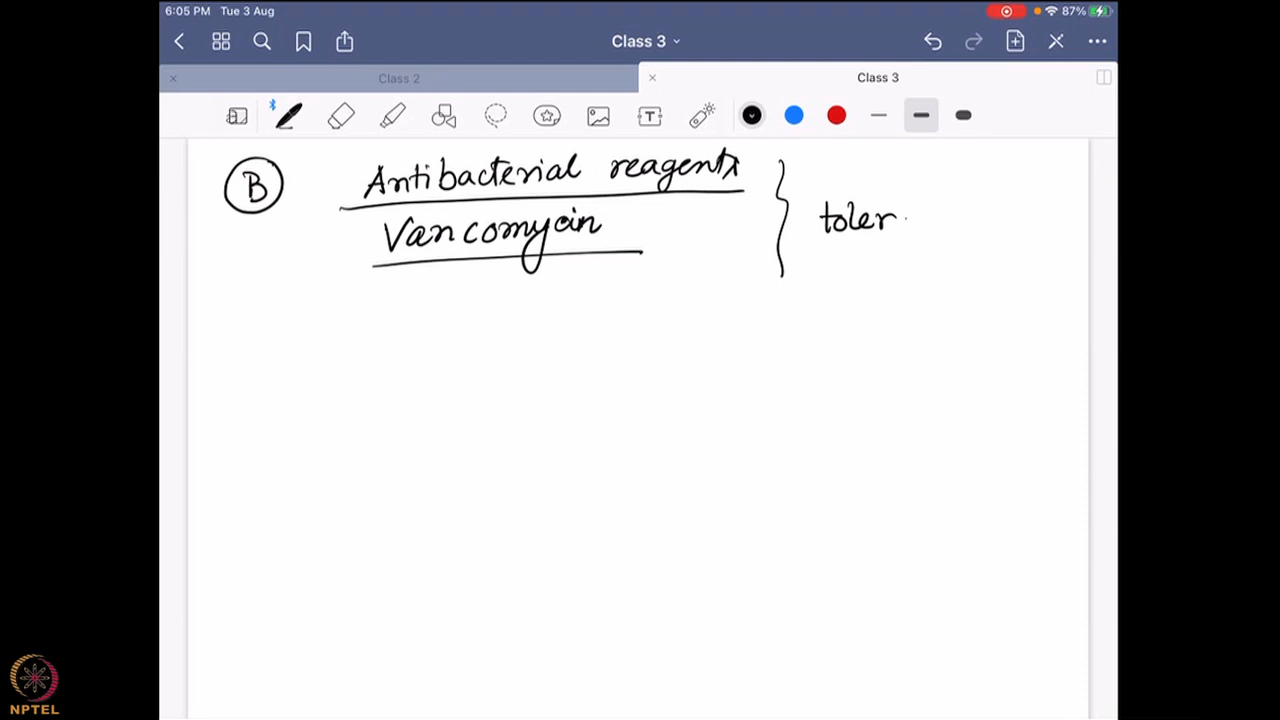 6:05 PM Tue 3 Aug 87%
Class 3
Class 2 Class 3
T
B Antibacterial reagents
Vancomycin } toler
NPTEL